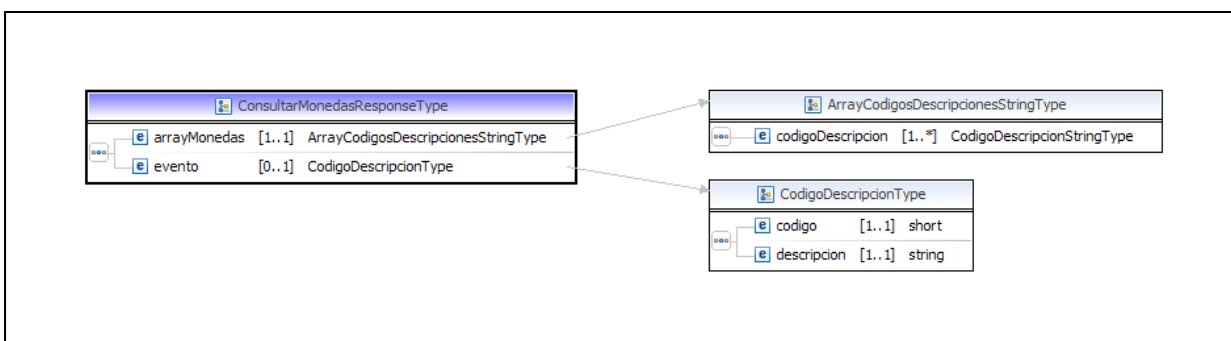 ConsultarMonedasResponseType
arrayMonedas [1..1] ArrayCodigosDescripcionesStringType
evento [0..1] CodigoDescripcionType
ArrayCodigosDescripcionesStringType
codigoDescripcion [1..*] CodigoDescripcionStringType
CodigoDescripcionType
codigo [1..1] short
descripcion [1..1] string